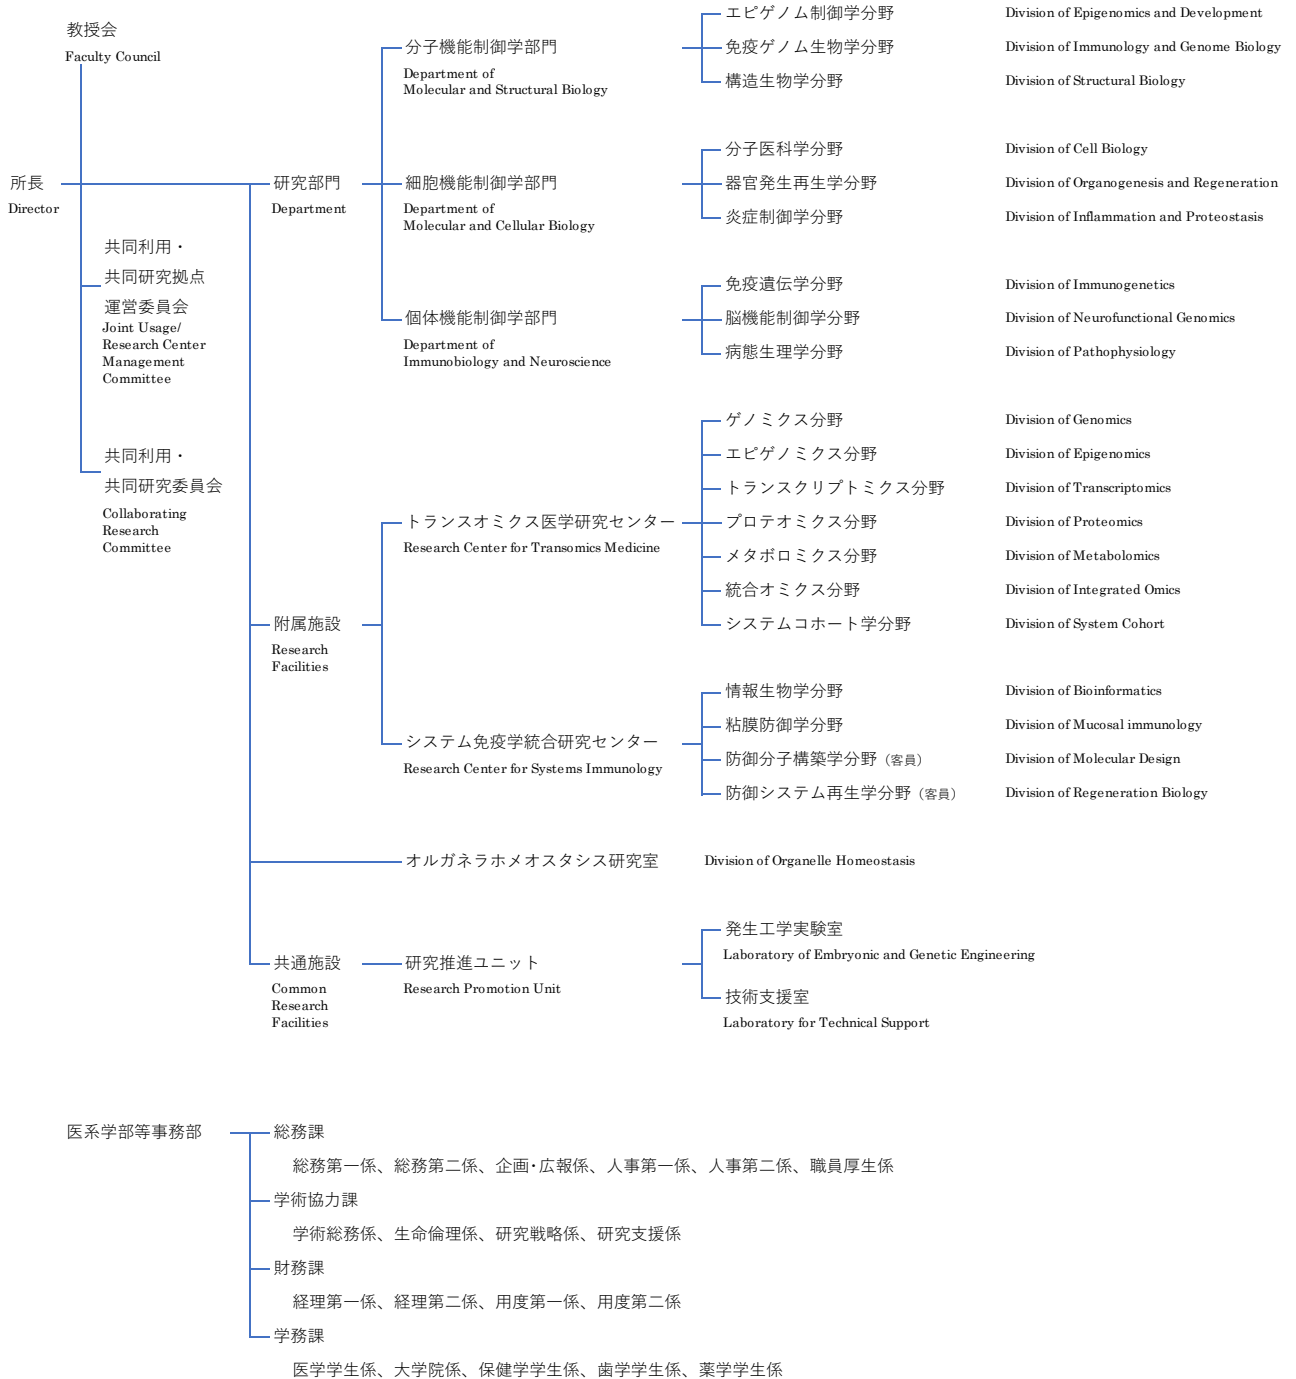 教授会
Faculty Council
所長
Director
共同利用・
共同研究拠点
運営委員会
Joint Usage/
Research Center
Management
Committee
共同利用・
共同研究委員会
Collaborating
Research
Committee
研究部門
Department
分子機能制御学部門
Department of
Molecular and Structural Biology
エピゲノム制御学分野 Division of Epigenomics and Development
免疫ゲノム生物学分野 Division of Immunology and Genome Biology
構造生物学分野 Division of Structural Biology
細胞機能制御学部門
Department of
Molecular and Cellular Biology
分子医科学分野 Division of Cell Biology
器官発生再生学分野 Division of Organogenesis and Regeneration
炎症制御学分野 Division of Inflammation and Proteostasis
個体機能制御学部門
Department of
Immunobiology and Neuroscience
免疫遺伝学分野 Division of Immunogenetics
脳機能制御学分野 Division of Neurofunctional Genomics
病態生理学分野 Division of Pathophysiology
附属施設
Research
Facilities
トランスオミクス医学研究センター
Research Center for Transomics Medicine
ゲノミクス分野 Division of Genomics
エピゲノミクス分野 Division of Epigenomics
トランスクリプトミクス分野 Division of Transcriptomics
プロテオミクス分野 Division of Proteomics
メタボロミクス分野 Division of Metabolomics
統合オミクス分野 Division of Integrated Omics
システムコホート学分野 Division of System Cohort
システム免疫学統合研究センター
Research Center for Systems Immunology
情報生物学分野 Division of Bioinformatics
粘膜防御学分野 Division of Mucosal immunology
防御分子構築学分野（客員） Division of Molecular Design
防御システム再生学分野（客員） Division of Regeneration Biology
オルガネラホメオスタシス研究室 Division of Organelle Homeostasis
共通施設
Common
Research
Facilities
研究推進ユニット
Research Promotion Unit
発生工学実験室
Laboratory of Embryonic and Genetic Engineering
技術支援室
Laboratory for Technical Support
医系学部等事務部
総務課
総務第一係、総務第二係、企画・広報係、人事第一係、人事第二係、職員厚生係
学術協力課
学術総務係、生命倫理係、研究戦略係、研究支援係
財務課
経理第一係、経理第二係、用度第一係、用度第二係
学務課
医学学生係、大学院係、保健学学生係、歯学学生係、薬学学生係